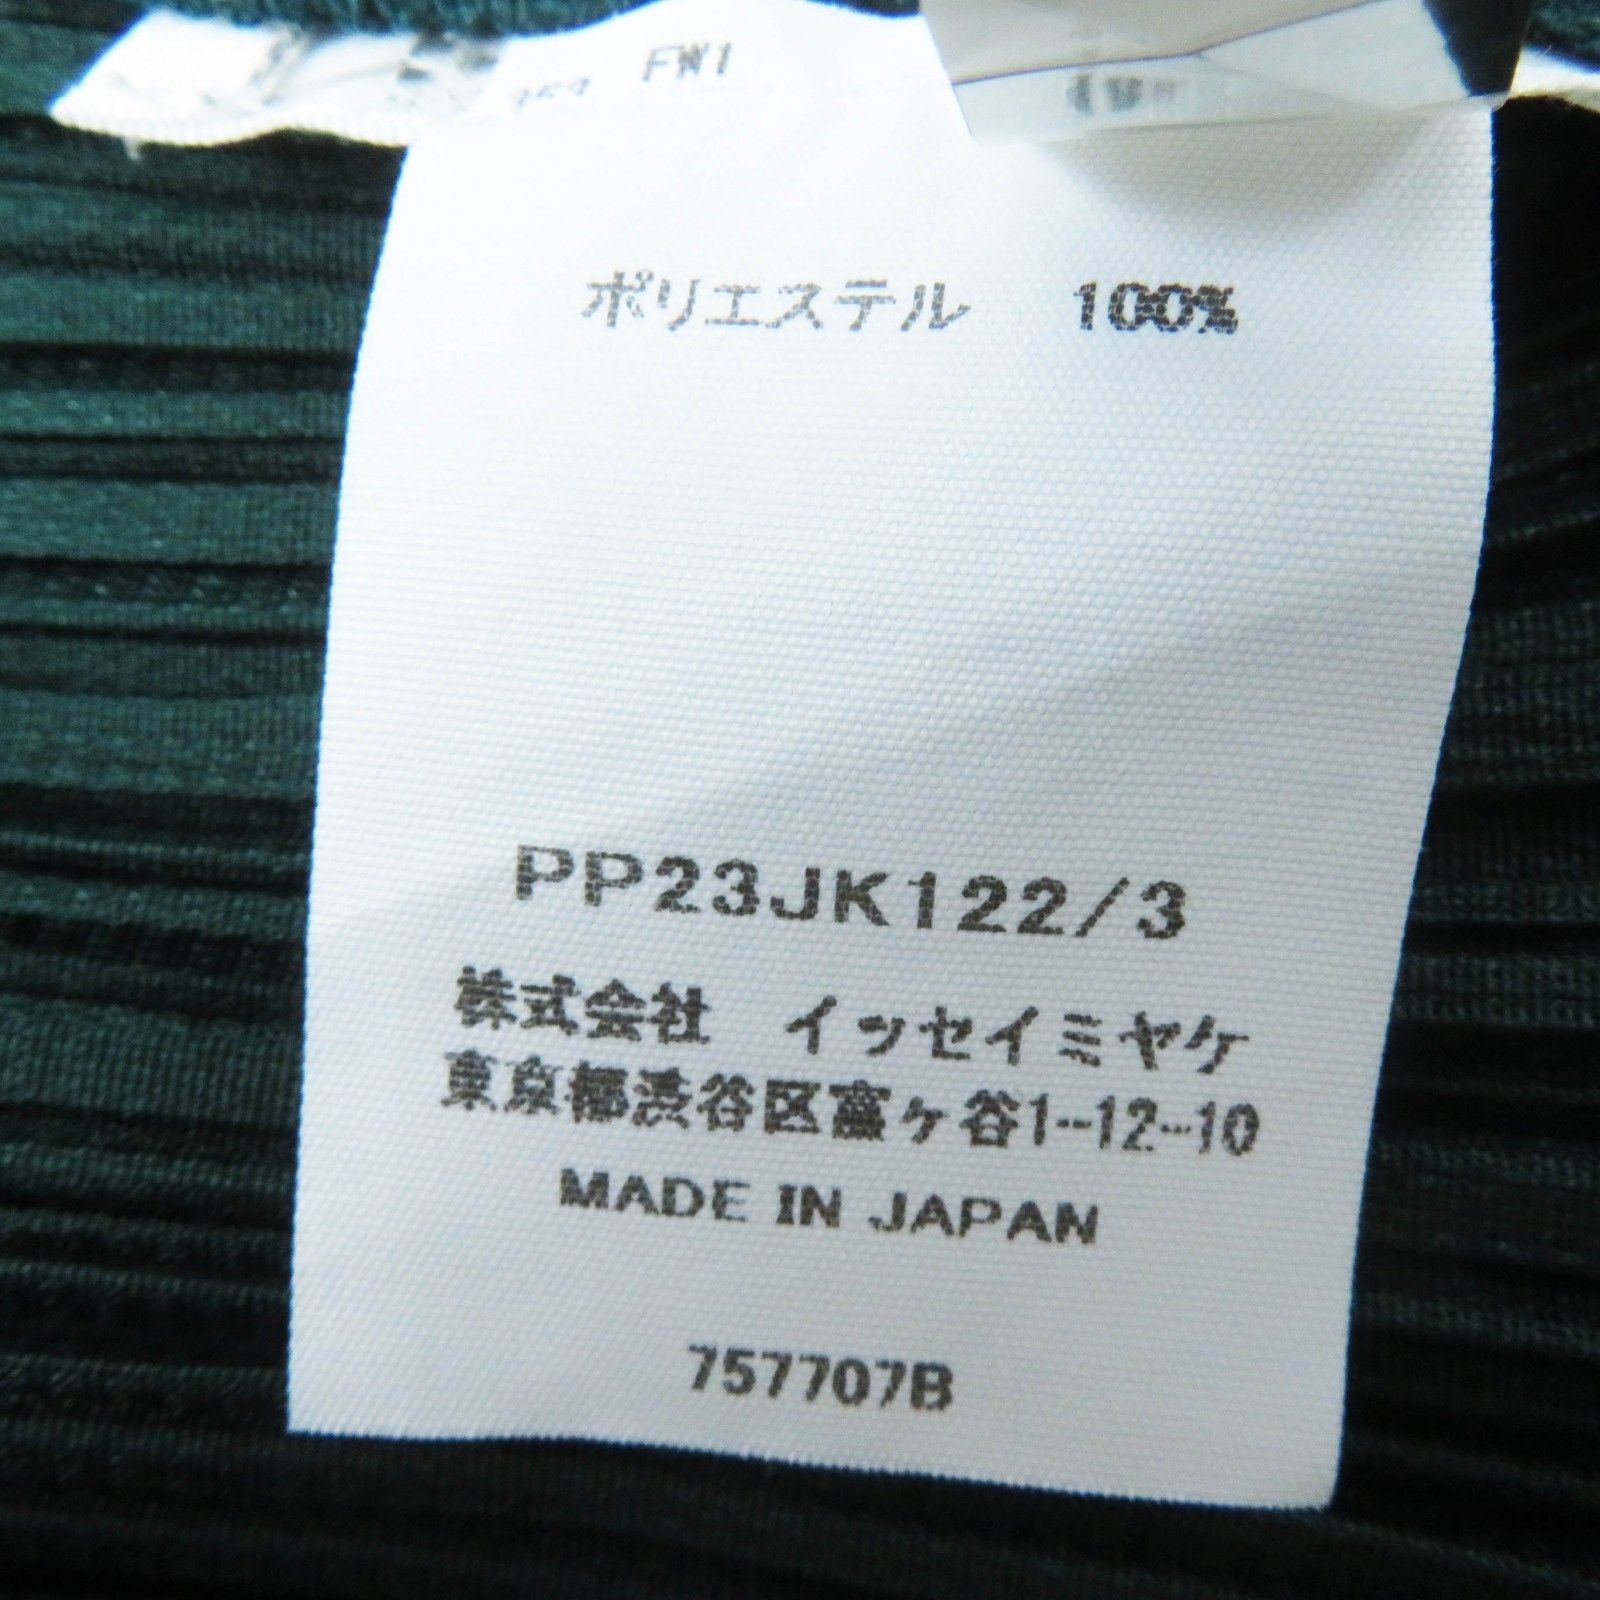 FW1
ポリエステル 100%
PP23JK122/3
株式会社 イッセイミヤケ
東京都渋谷区富ヶ谷1-12-10
MADE IN JAPAN
757707B